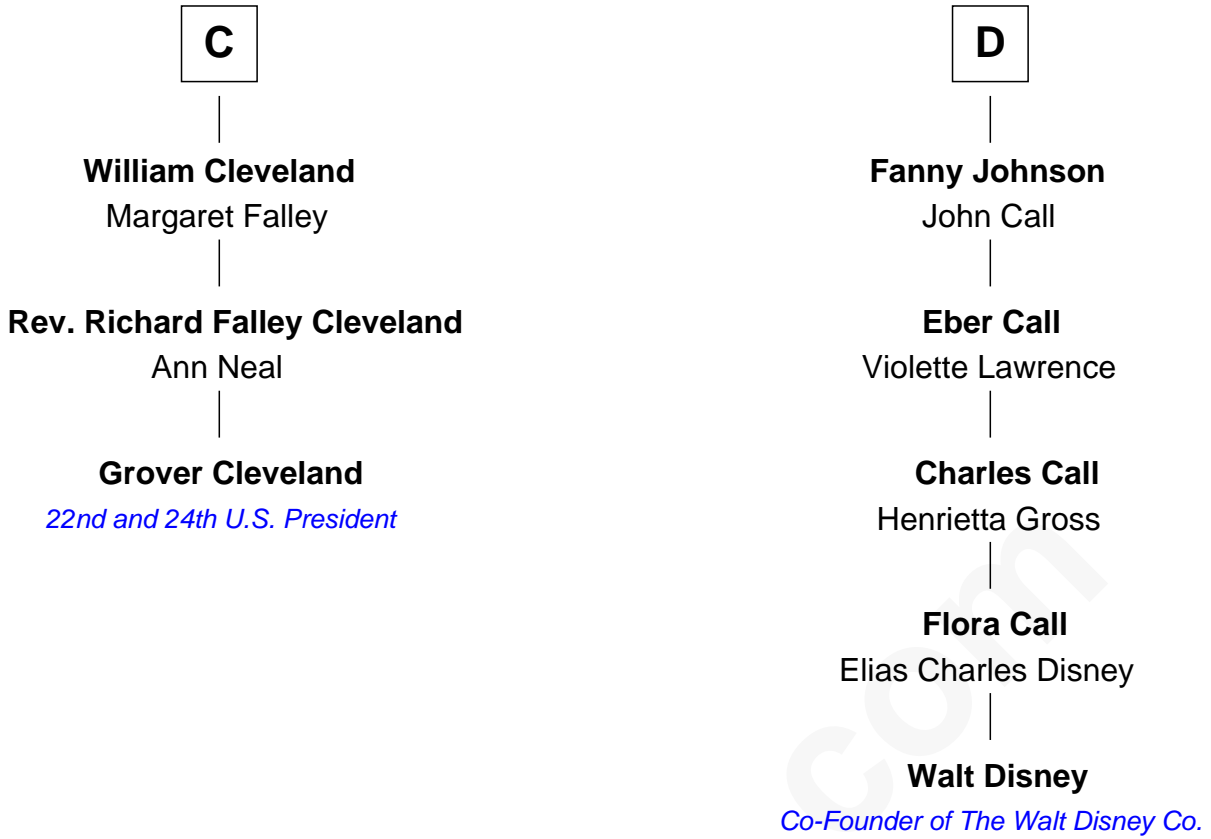 C
William Cleveland
Margaret Falley
Rev. Richard Falley Cleveland
Ann Neal
Grover Cleveland
22nd and 24th U.S. President
D
Fanny Johnson
John Call
Eber Call
Violette Lawrence
Charles Call
Henrietta Gross
Flora Call
Elias Charles Disney
Walt Disney
Co-Founder of The Walt Disney Co.
com